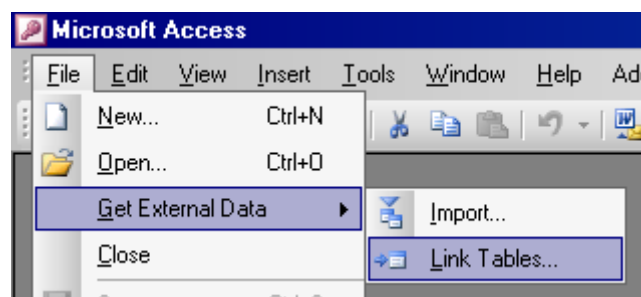 Microsoft Access
File Edit View Insert Tools Window Help
New... Ctrl+N
Open... Ctrl+O
Get External Data Import...
Close Link Tables...